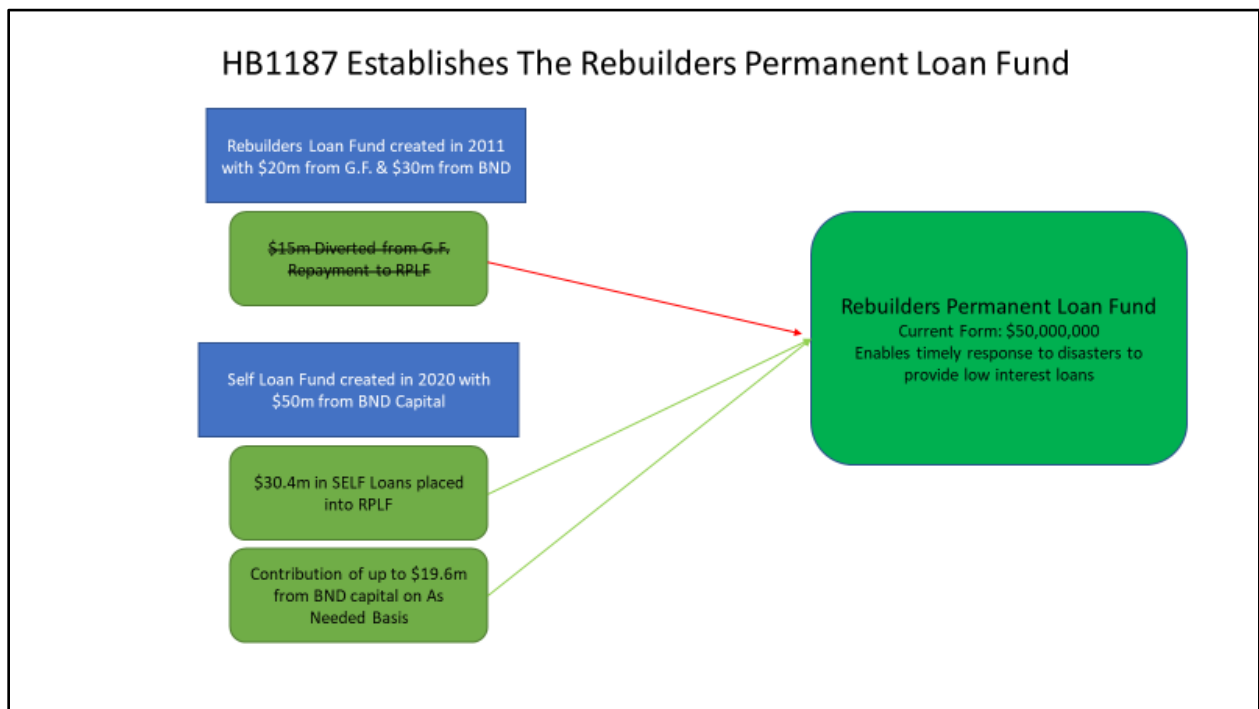 HB1187 Establishes The Rebuilders Permanent Loan Fund
Rebuilders Loan Fund created in 2011
with $20m from G.F. & $30m from BND
$15m Diverted from G.F.
Repayment to RPLF
Self Loan Fund created in 2020 with
$50m from BND Capital
$30.4m in SELF Loans placed
into RPLF
Contribution of up to $19.6m
from BND capital on As
Needed Basis
Rebuilders Permanent Loan Fund
Current Form: $50,000,000
Enables timely response to disasters to
provide low interest loans